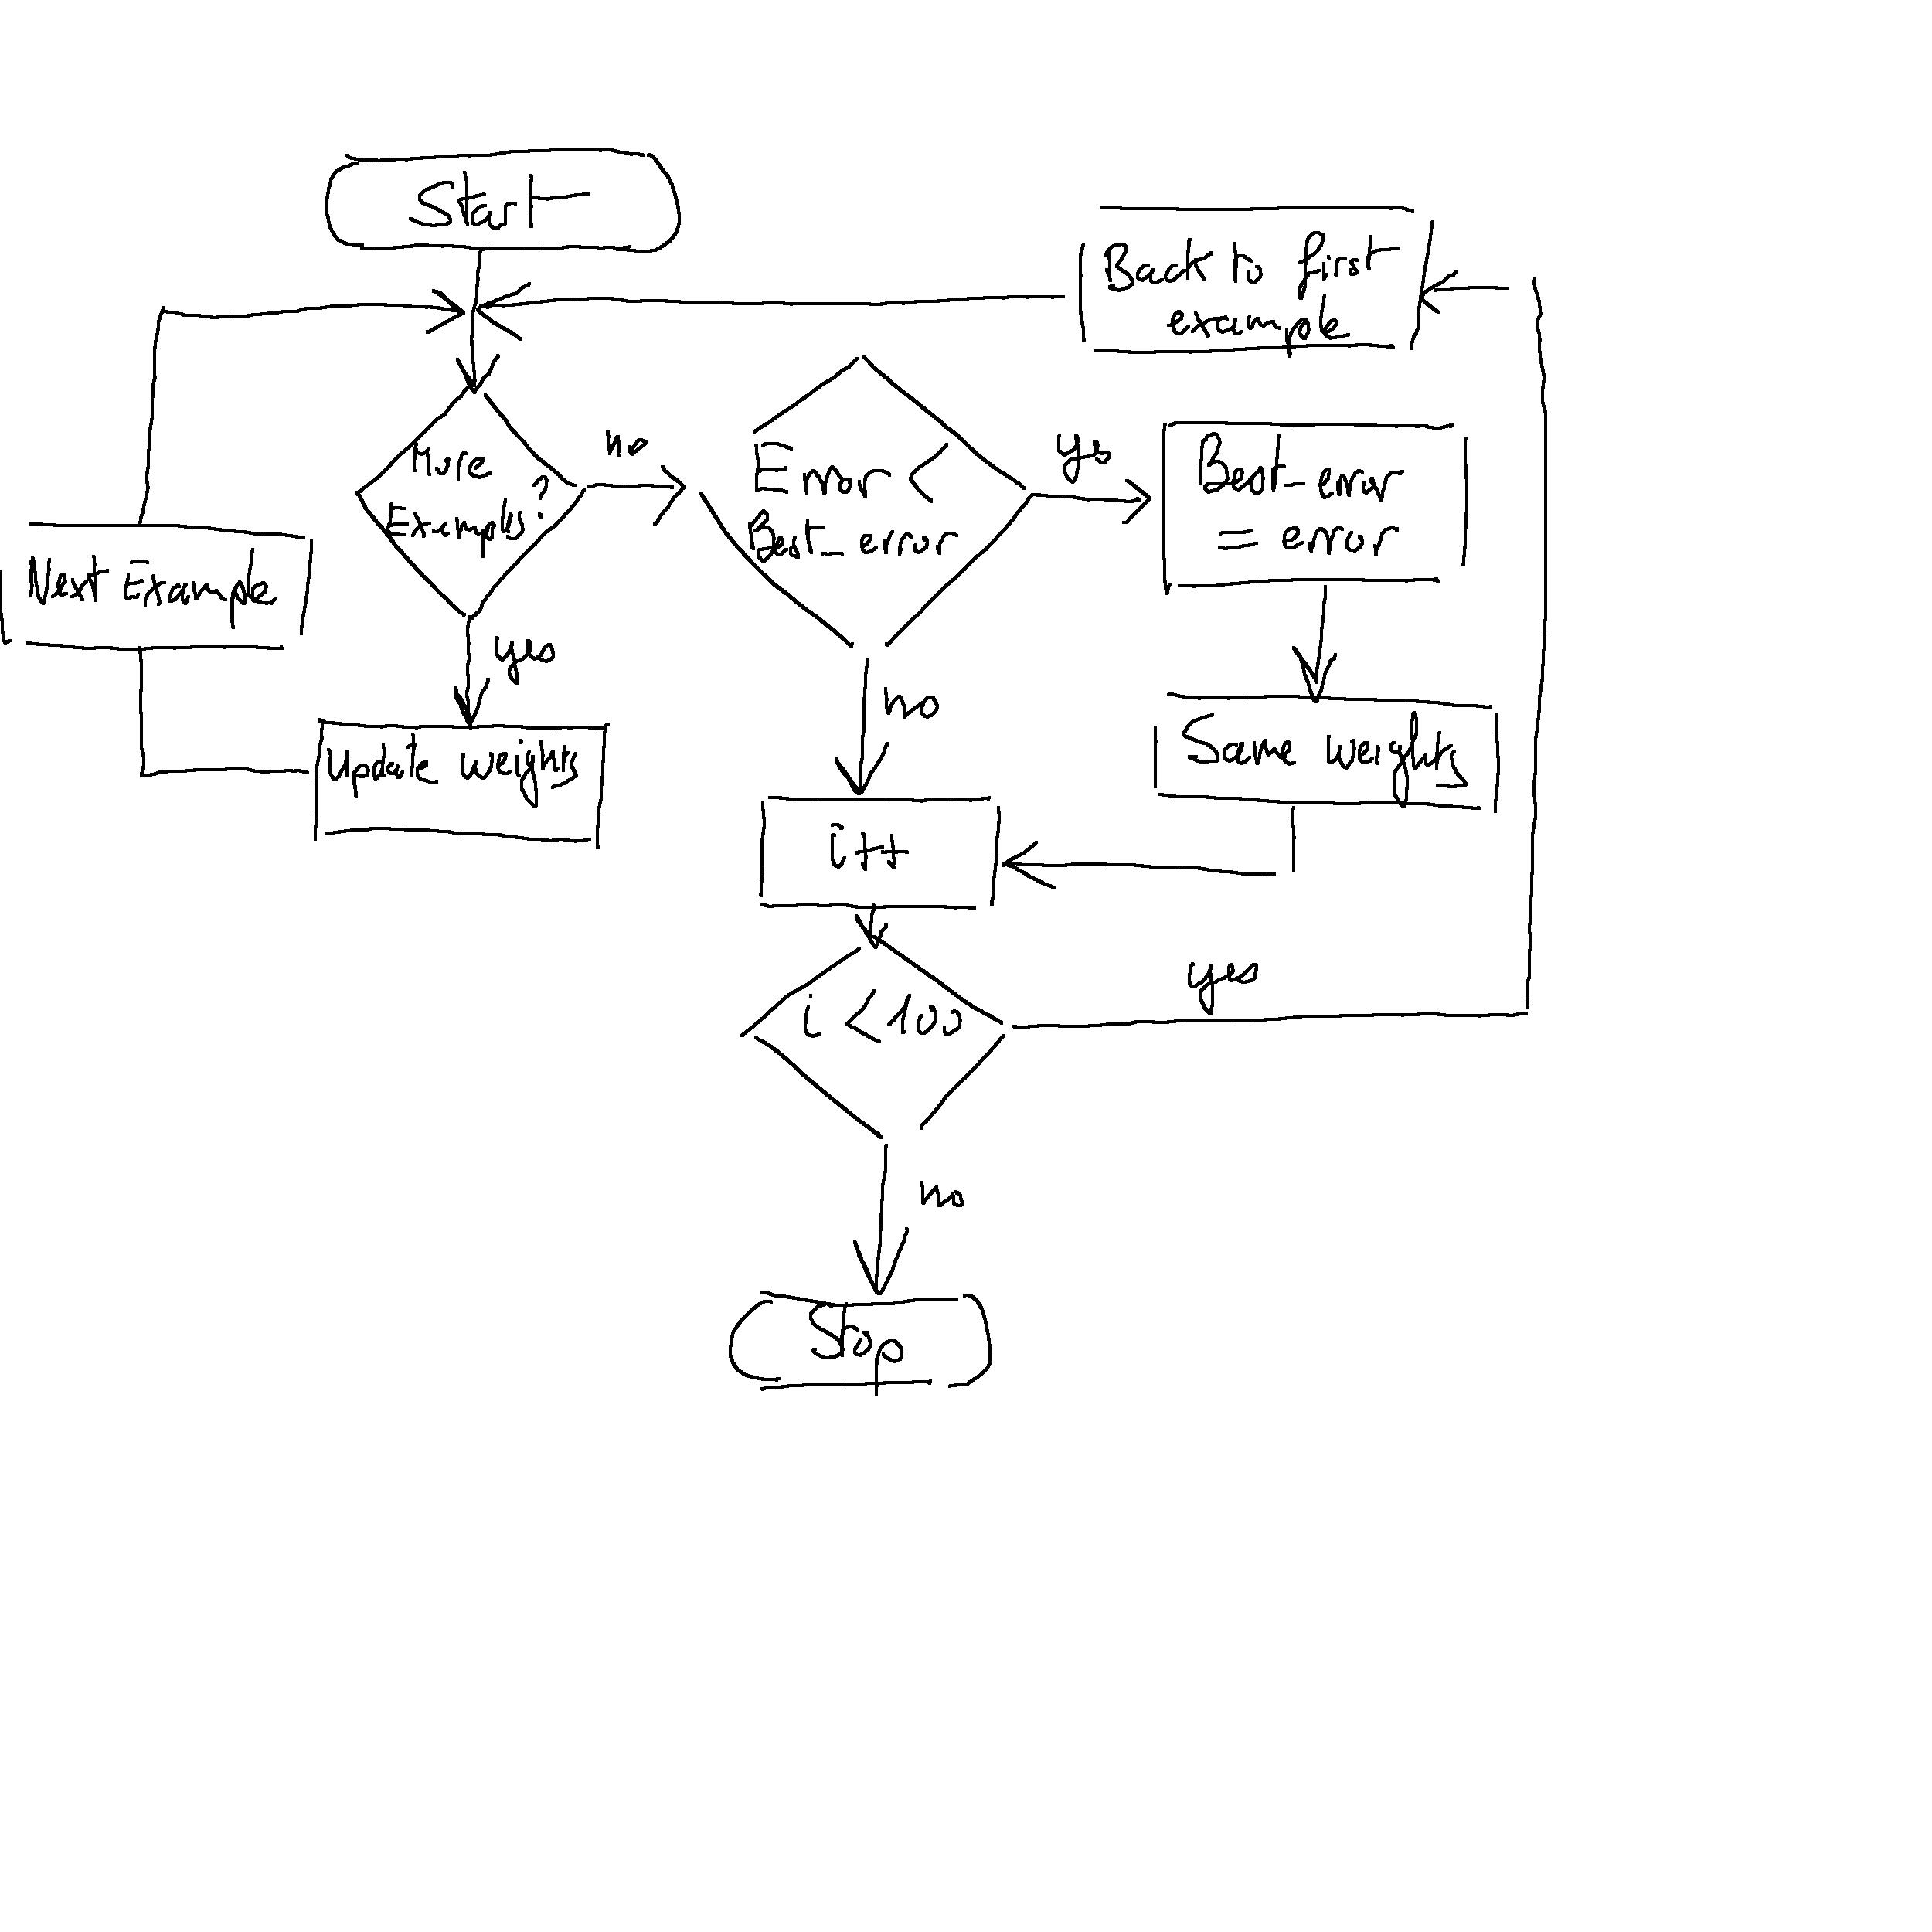 Start
Back to first
example
More
Examples?
no
Error <
Best_error
yes
Best_error
= error
Next Example
yes
Update weights
no
Same weights
i++
i < 100
yes
no
Stop